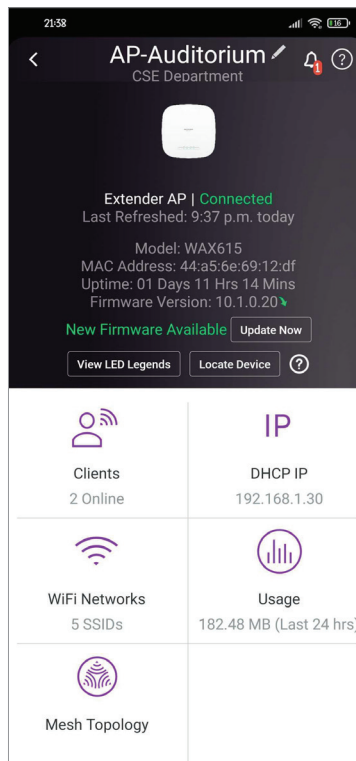 21:38
16
AP-Auditorium
CSE Department
1
?
Extender AP | Connected
Last Refreshed: 9:37 p.m. today
Model: WAX615
MAC Address: 44:a5:6e:69:12:df
Uptime: 01 Days 11 Hrs 14 Mins
Firmware Version: 10.1.0.20
New Firmware Available Update Now
View LED Legends Locate Device ?
IP
Clients DHCP IP
2 Online 192.168.1.30
WiFi Networks Usage
5 SSIDs 182.48 MB (Last 24 hrs)
Mesh Topology